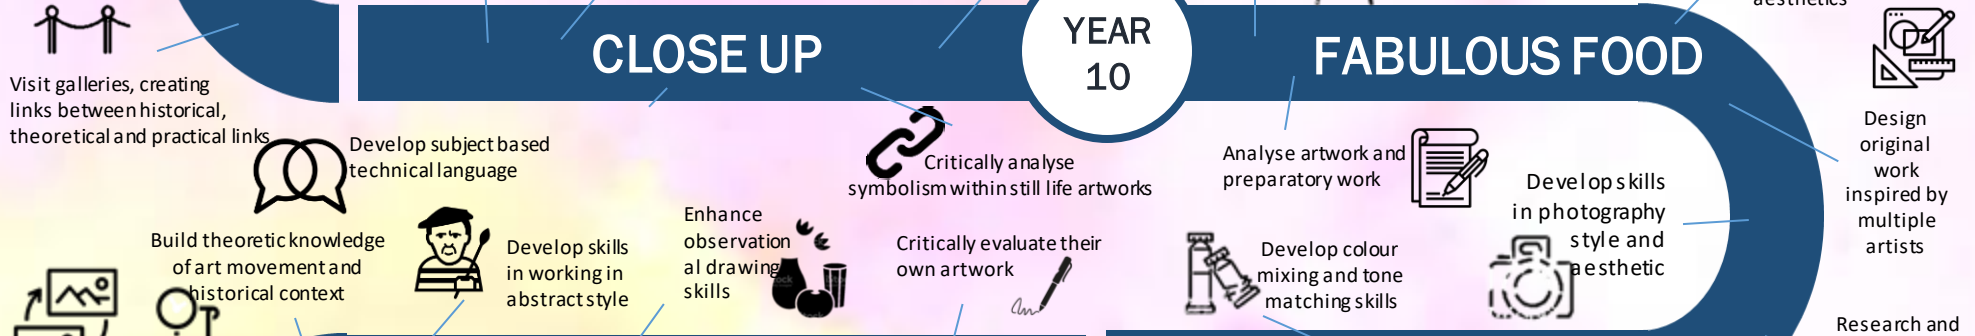 aesthetics
CLOSE UP
YEAR
10
FABULOUS FOOD
Visit galleries, creating
links between historical,
theoretical and practical links
Develop subject based
technical language
Critically analyse
symbolism within still life artworks
Analyse artwork and
preparatory work
Design
original
work
inspired by
multiple
artists
Develop skills
in photography
style and
aesthetic
Build theoretic knowledge
of art movement and
historical context
Develop skills
in working in
abstract style
Enhance
observation
al drawing
skills
Critically evaluate their
own artwork
Develop colour
mixing and tone
matching skills
Research and